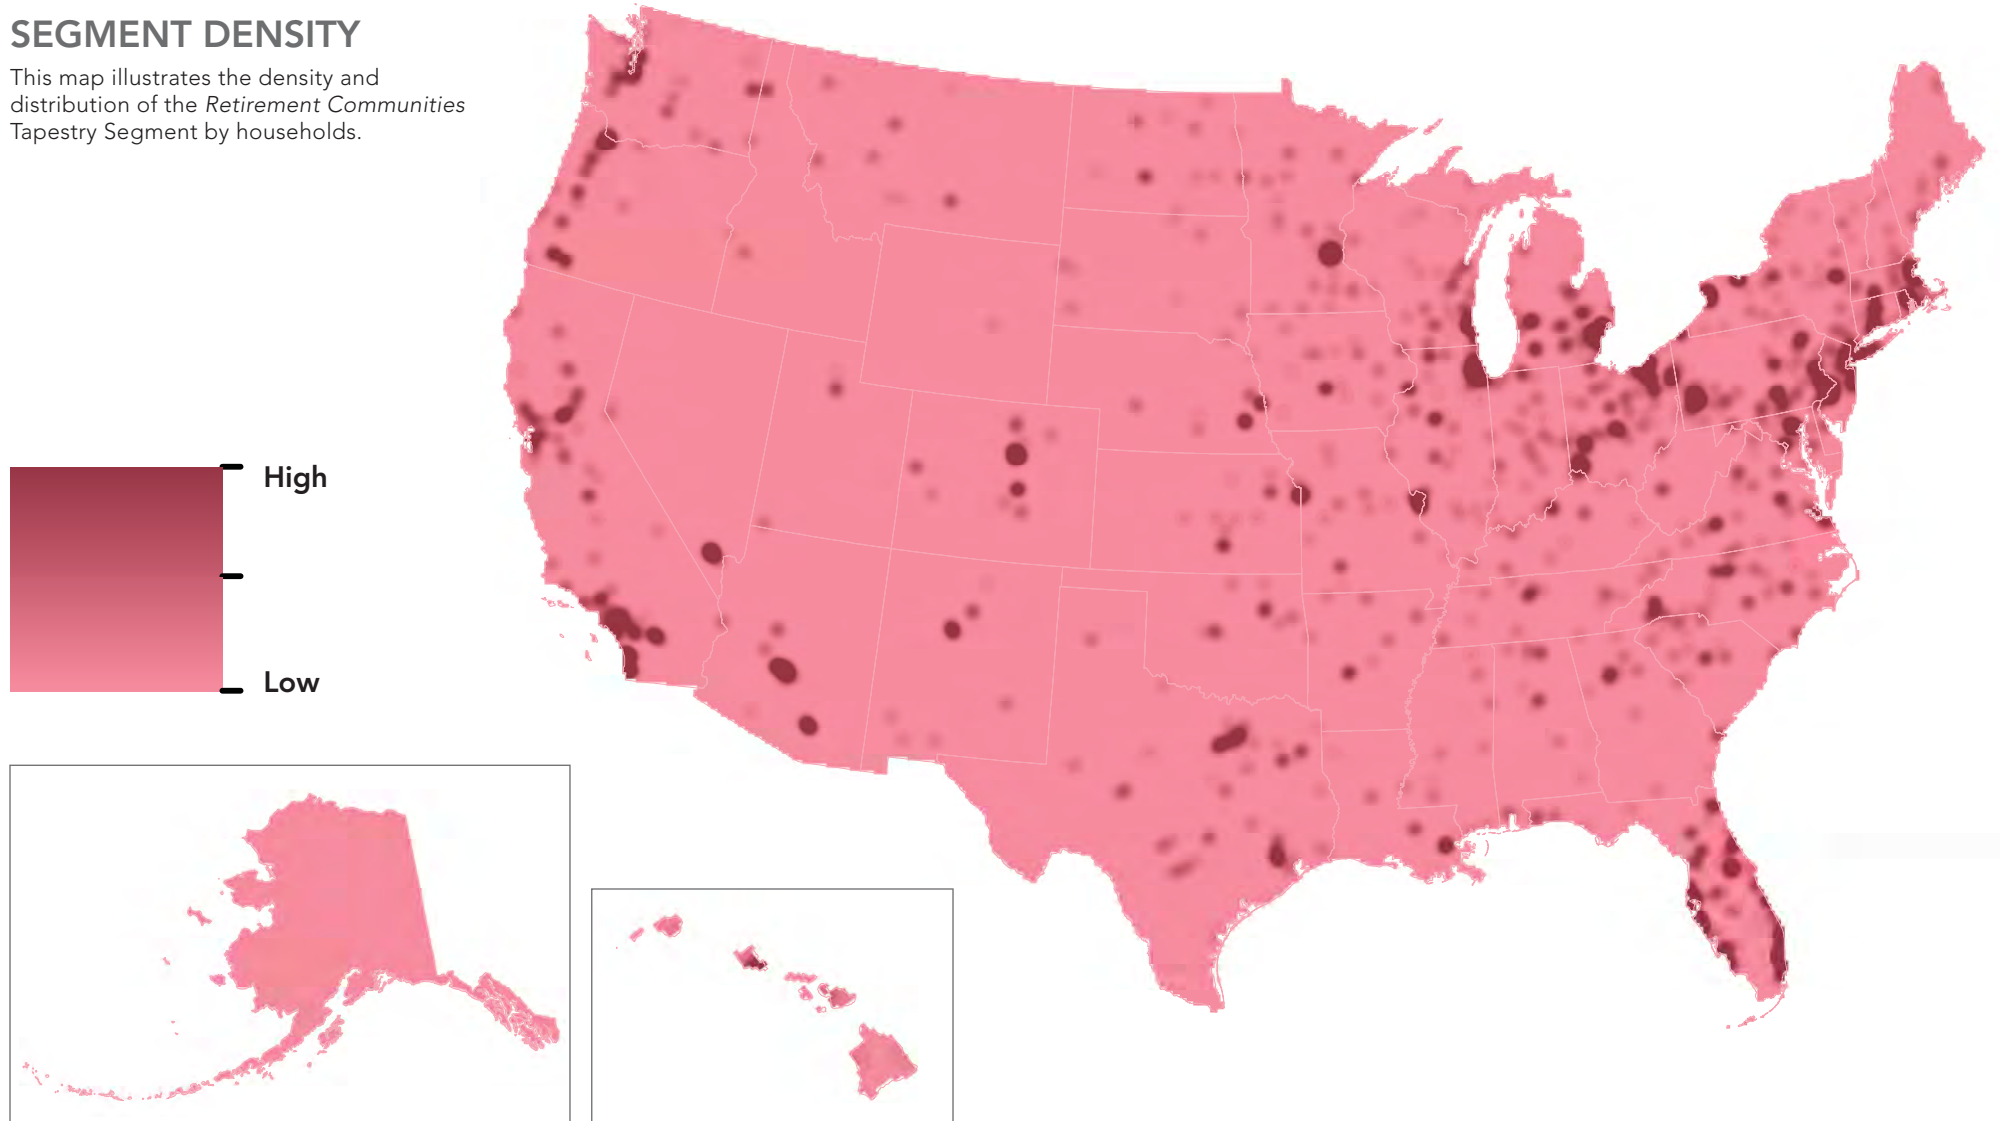 SEGMENT DENSITY
This map illustrates the density and
distribution of the Retirement Communities
Tapestry Segment by households.
High
Low